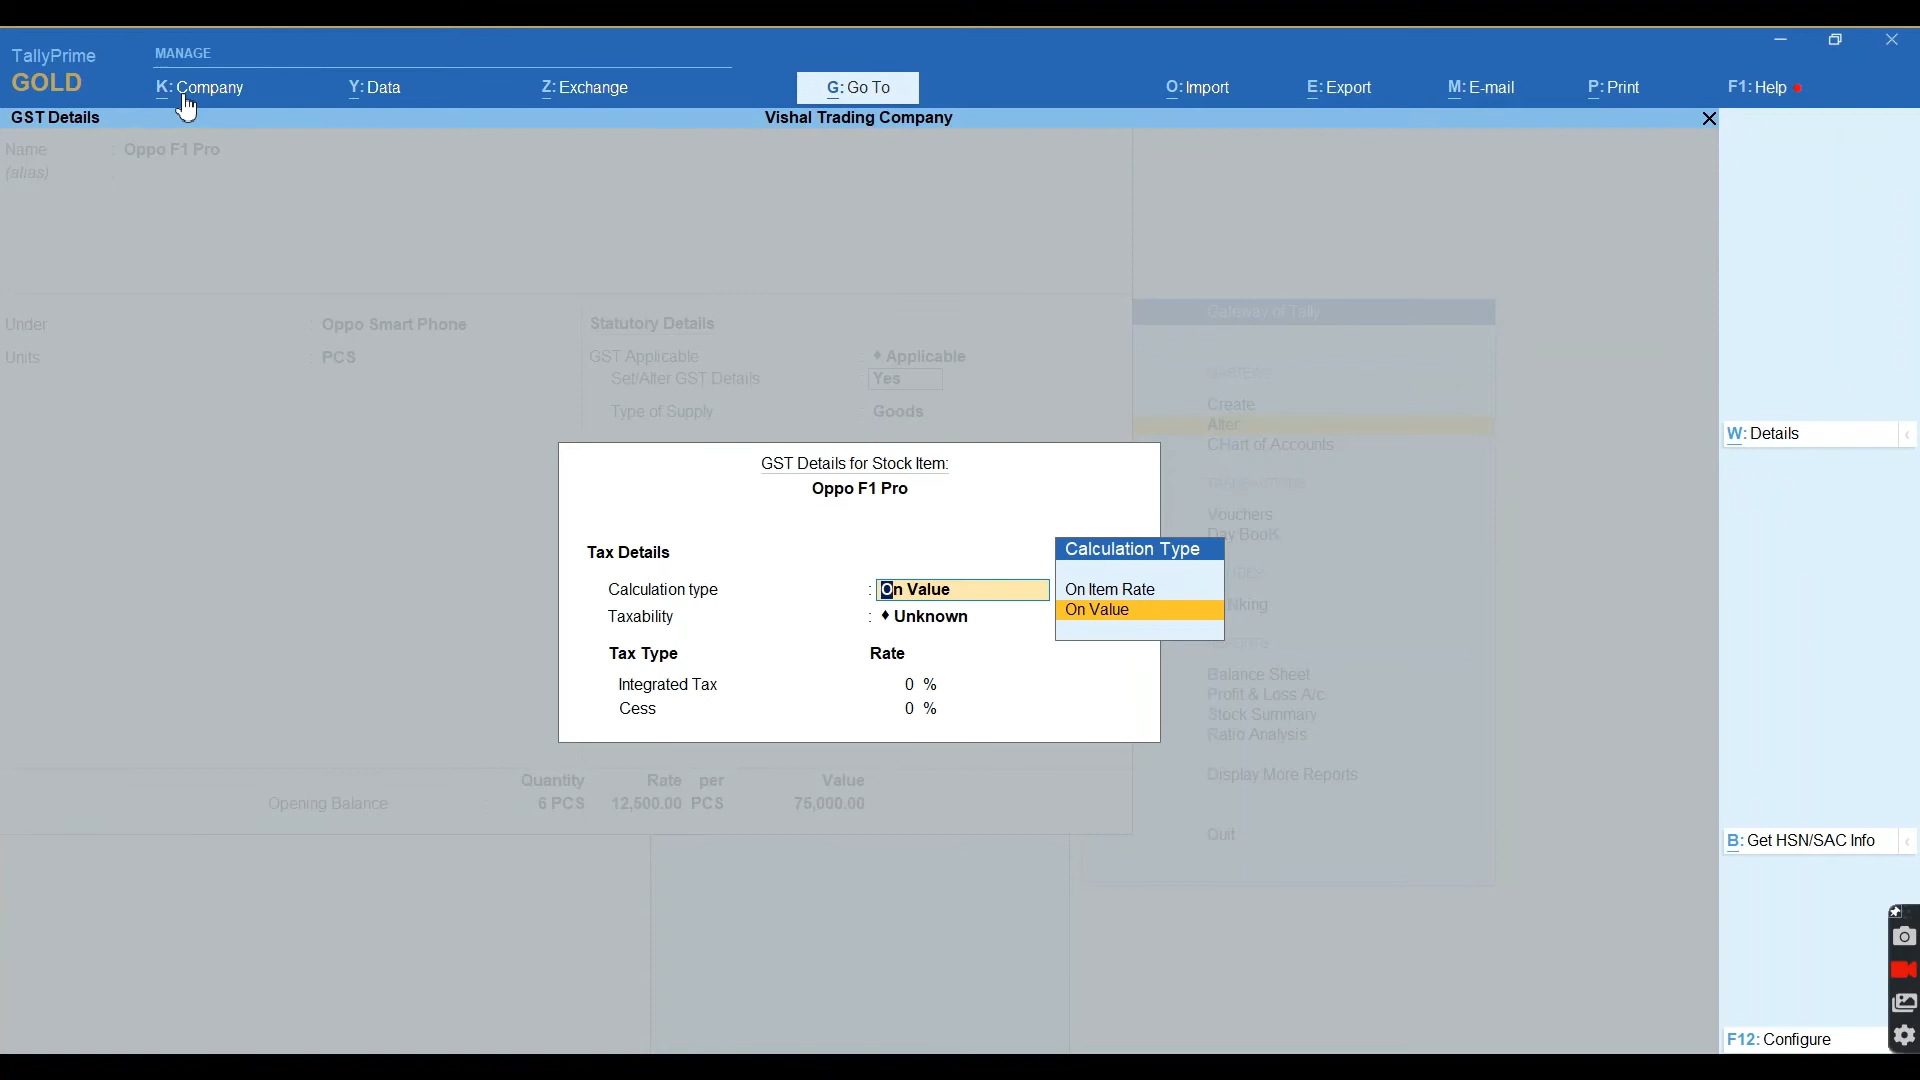 TallyPrime
GOLD
MANAGE
K: Company
Y: Data
Z: Exchange
G: Go To
O: Import
E: Export
M: E-mail
P: Print
F1: Help
GST Details
Vishal Trading Company
Name : Oppo F1 Pro
(alias) :
Under : Oppo Smart Phone
Units : PCS
Statutory Details
GST Applicable : ♦ Applicable
Set/Alter GST Details : Yes
Type of Supply : Goods
Gateway of Tally
MASTERS
Create
Alter
CHart of Accounts
Vouchers
Day BooK
nking
Balance Sheet
Profit & Loss A/c
Stock Summary
Ratio Analysis
Display More Reports
Quit
GST Details for Stock Item:
Oppo F1 Pro
Tax Details
Calculation type : On Value
Taxability : ♦ Unknown
Tax Type Rate
Integrated Tax 0 %
Cess 0 %
Calculation Type
On Item Rate
On Value
Quantity Rate per Value
Opening Balance 6 PCS 12,500.00 PCS 75,000.00
W: Details
B: Get HSN/SAC Info
F12: Configure